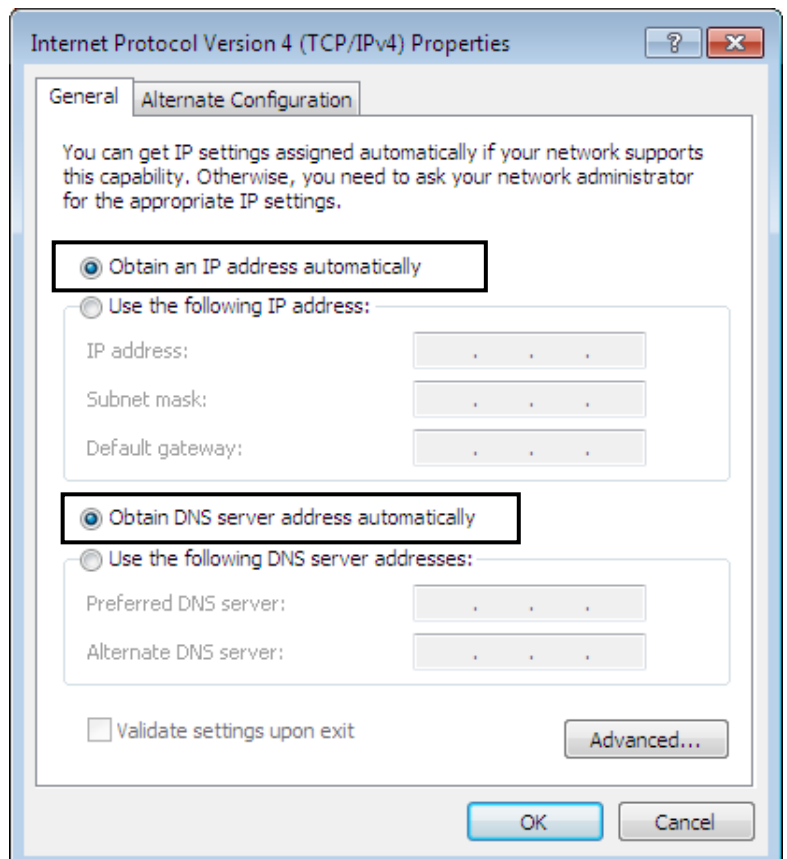 Internet Protocol Version 4 (TCP/IPv4) Properties
General
Alternate Configuration
You can get IP settings assigned automatically if your network supports
this capability. Otherwise, you need to ask your network administrator
for the appropriate IP settings.
Obtain an IP address automatically
Use the following IP address:
IP address:
Subnet mask:
Default gateway:
Obtain DNS server address automatically
Use the following DNS server addresses:
Preferred DNS server:
Alternate DNS server:
Validate settings upon exit
Advanced...
OK
Cancel